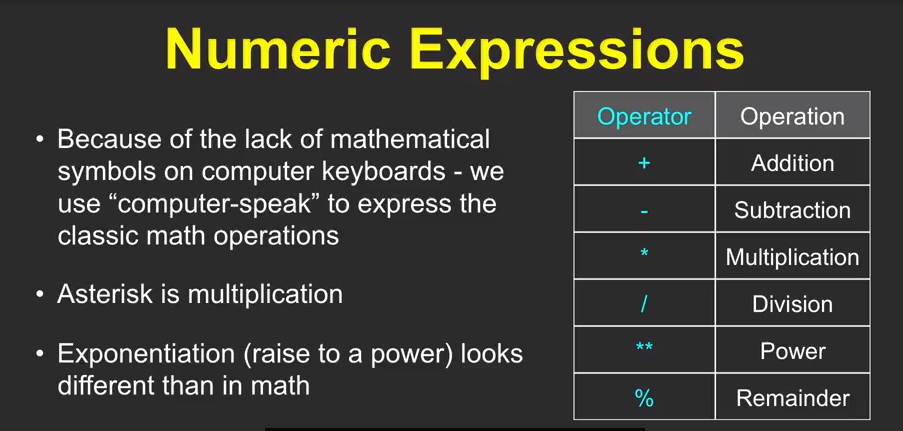 Numeric Expressions
• Because of the lack of mathematical
symbols on computer keyboards - we
use “computer-speak” to express the
classic math operations
• Asterisk is multiplication
• Exponentiation (raise to a power) looks
different than in math
Operator Operation
+ Addition
- Subtraction
* Multiplication
/ Division
** Power
% Remainder